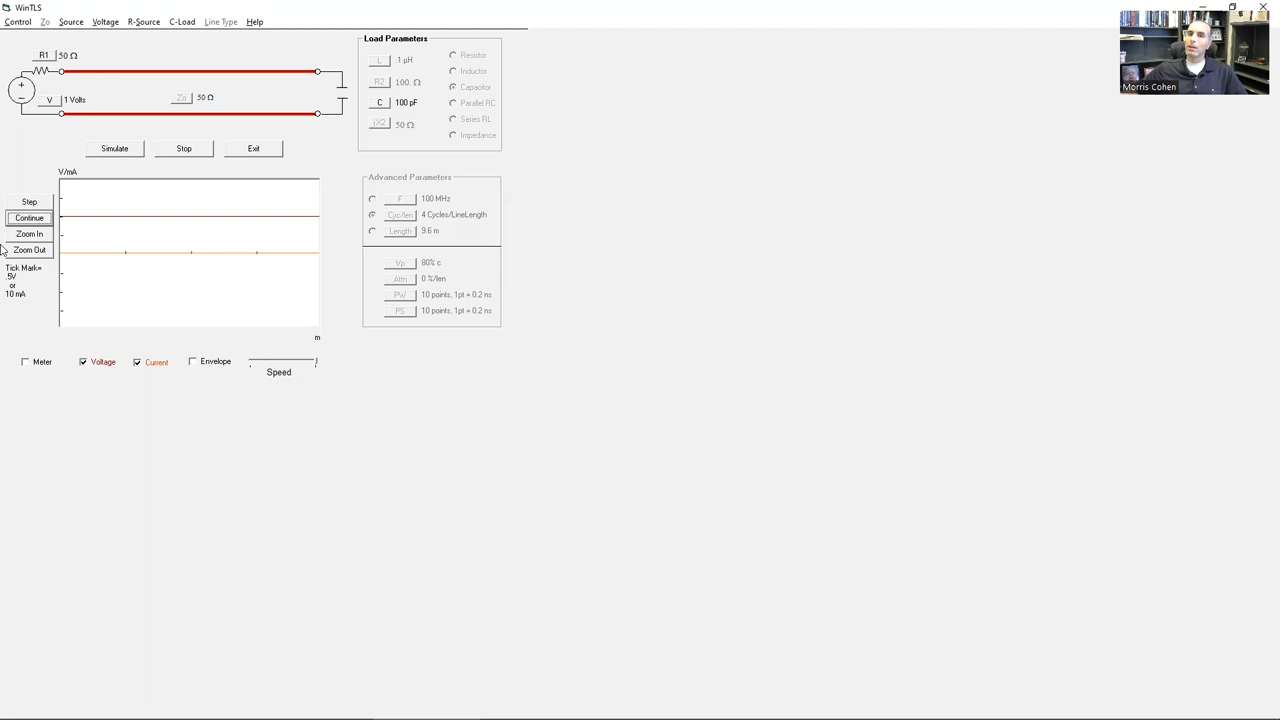 WinTLS
Control Zo Source Voltage R-Source C-Load Line Type Help
Morris Cohen
R1 50 Ω
+
−
V 1 Volts
Zo 50 Ω
Load Parameters
L .1 µH
R2 100. Ω
C 100 pF
jX2 50 Ω
Resistor
Inductor
Capacitor
Parallel RC
Series RL
Impedance
Simulate Stop Exit
V/mA
Step
Continue
Zoom In
Zoom Out
Tick Mark=
.5V
or
10 mA
m
Advanced Parameters
F 100 MHz
Cyc/len 4 Cycles/LineLength
Length 9.6 m
Vp 80% c
Attn 0 %/len
PW 10 points, 1pt = 0.2 ns
PS 10 points, 1pt = 0.2 ns
Meter Voltage Current Envelope
Speed